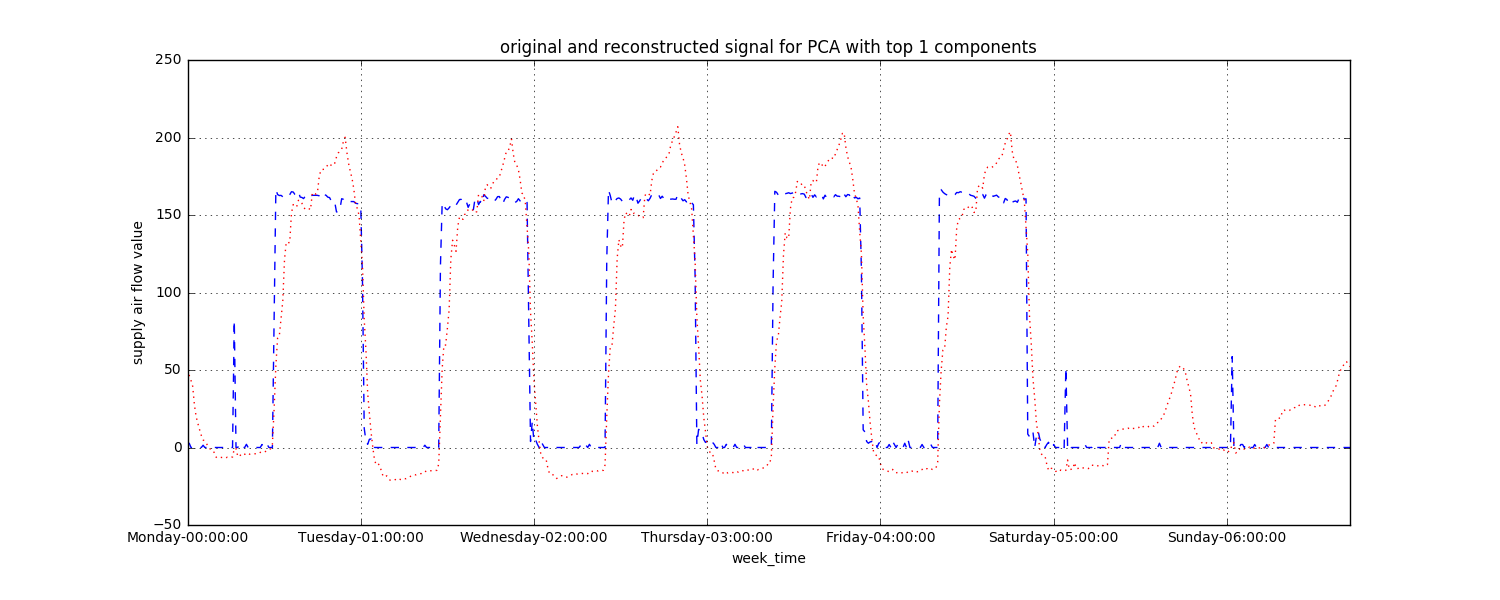 original and reconstructed signal for PCA with top 1 components
250
200
150
100
50
0
−50
supply air flow value
Monday-00:00:00
Tuesday-01:00:00
Wednesday-02:00:00
Thursday-03:00:00
Friday-04:00:00
Saturday-05:00:00
Sunday-06:00:00
week_time